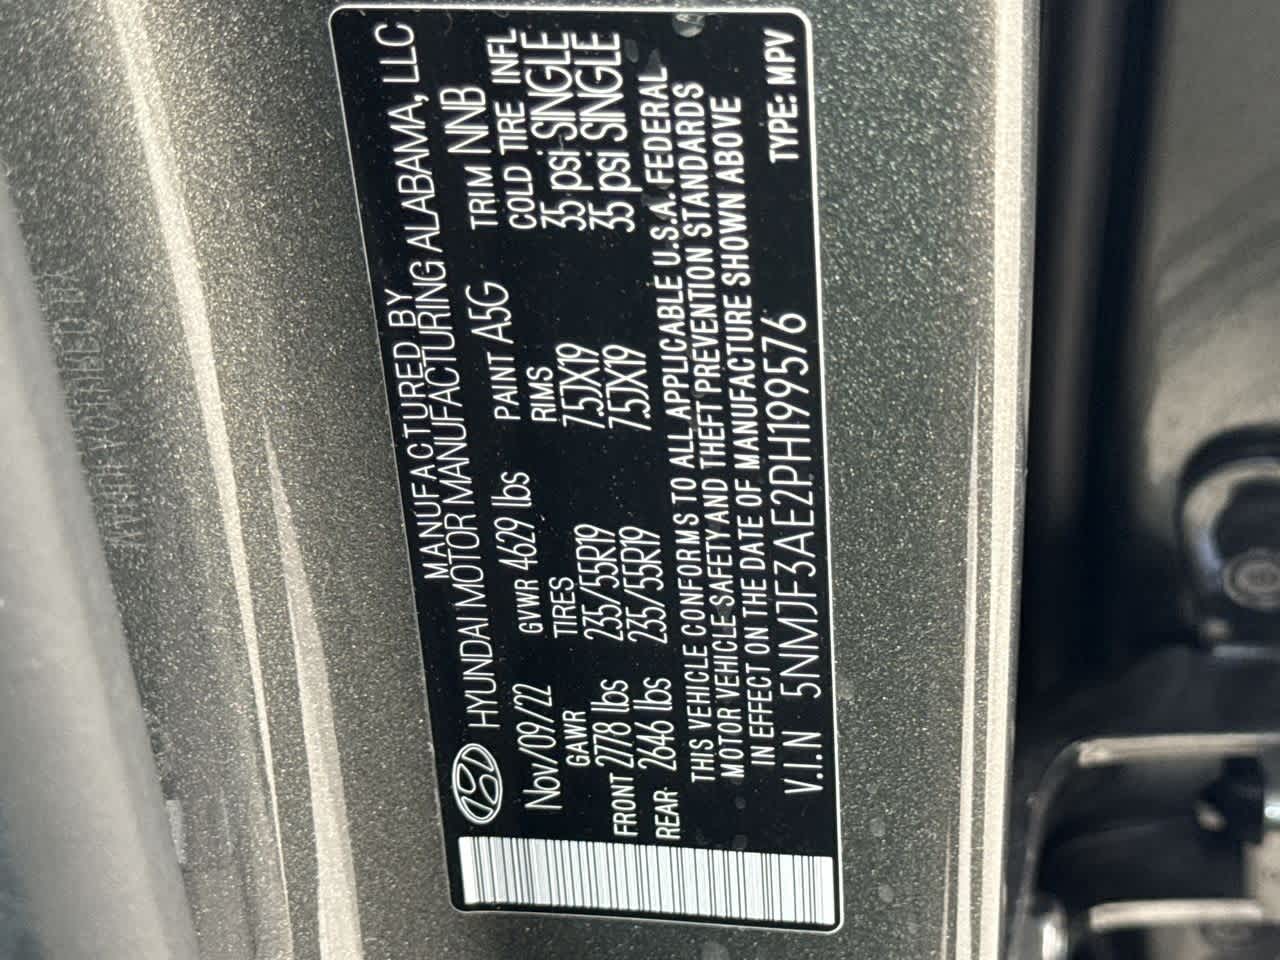 MANUFACTURED BY
HYUNDAI MOTOR MANUFACTURING ALABAMA, LLC
Nov/09/22 GVWR 4629 lbs PAINT A5G TRIM NNB
GAWR TIRES RIMS COLD TIRE INFL
FRONT 2778 lbs 235/55R19 7.5JX19 35 psi SINGLE
REAR 2646 lbs 235/55R19 7.5JX19 35 psi SINGLE
THIS VEHICLE CONFORMS TO ALL APPLICABLE U.S.A. FEDERAL
MOTOR VEHICLE SAFETY AND THEFT PREVENTION STANDARDS
IN EFFECT ON THE DATE OF MANUFACTURE SHOWN ABOVE
V.I.N 5NMJF3AE2PH199576 TYPE: MPV